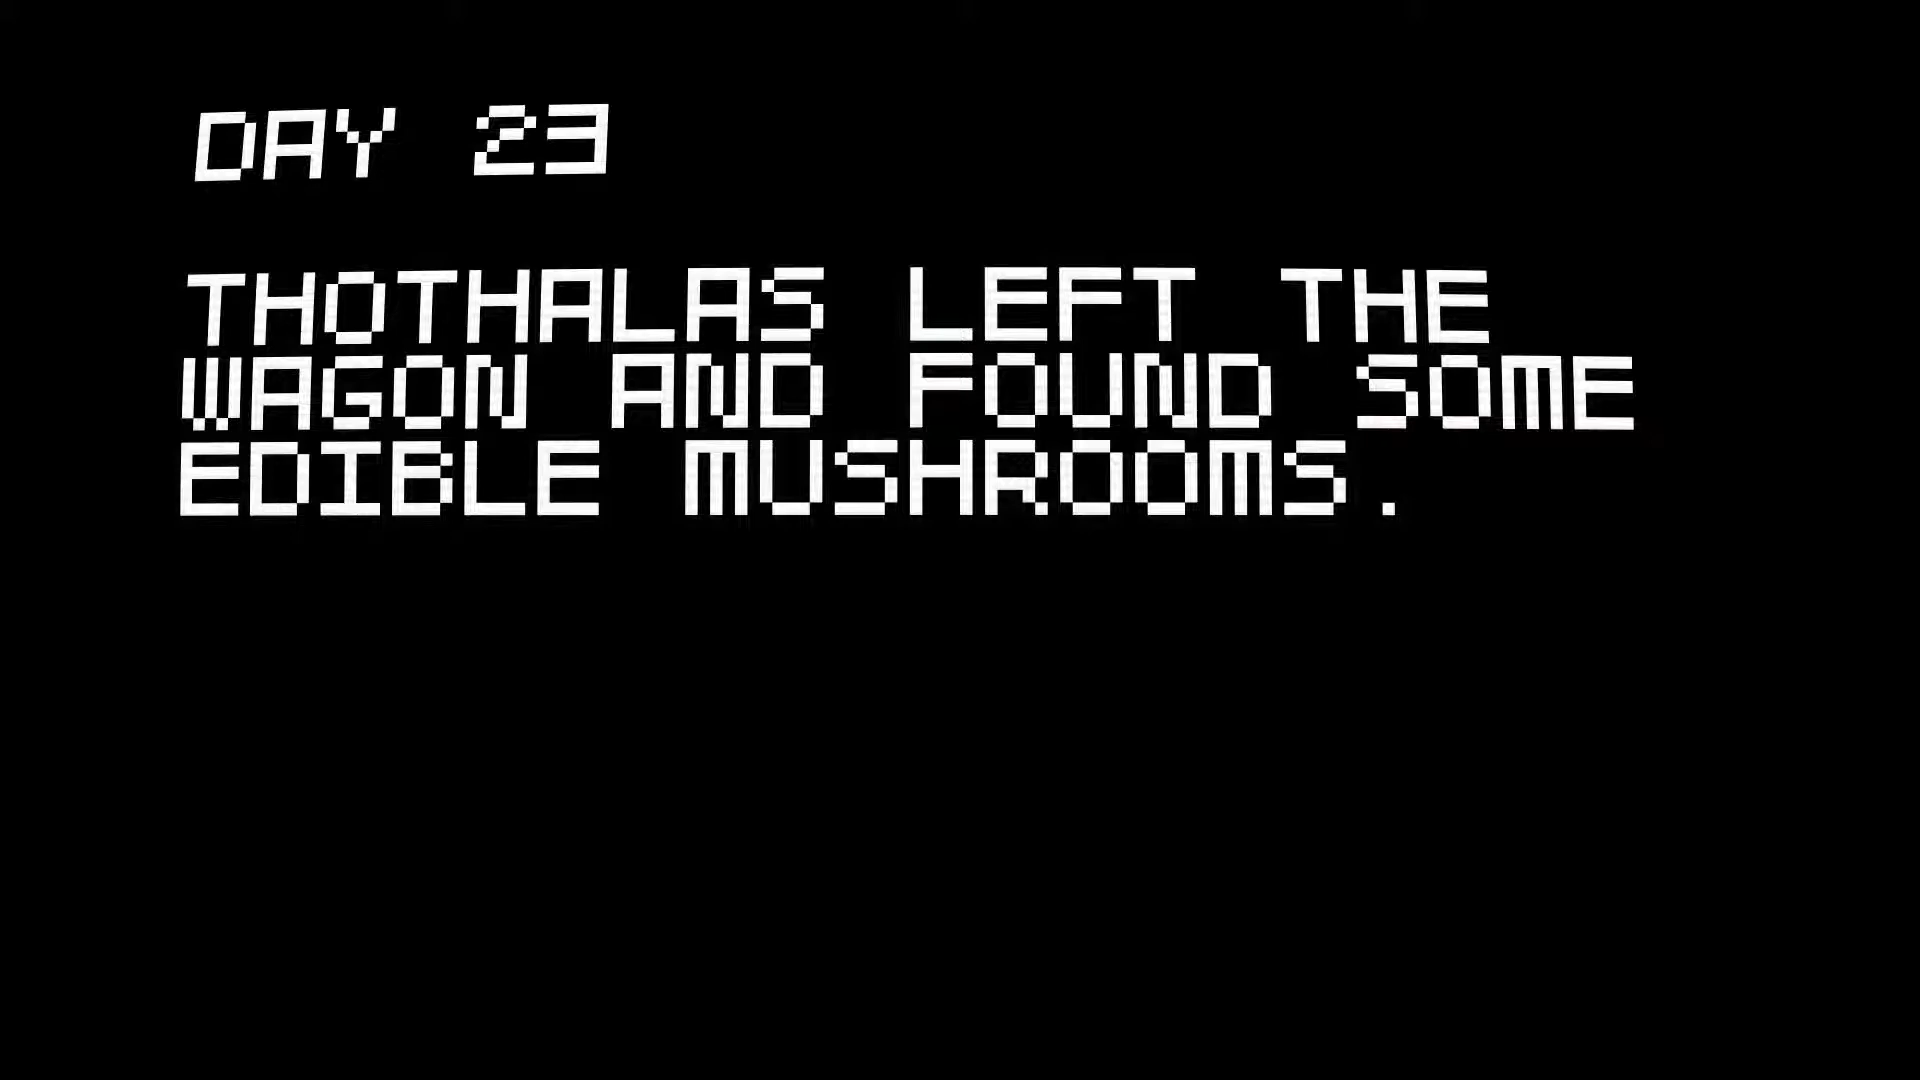 DAY 23
THOTHALAS LEFT THE
WAGON AND FOUND SOME
EDIBLE MUSHROOMS.